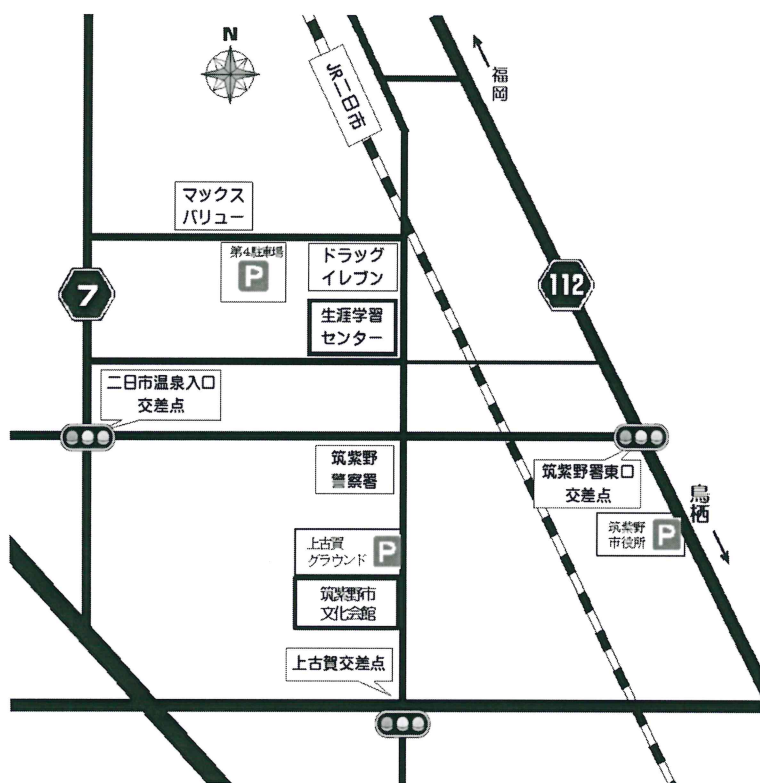 N
JR二日市
福岡
マックス
バリュー
第4駐車場
P
ドラッグ
イレブン
7
112
生涯学習
センター
二日市温泉入口
交差点
筑紫野
警察署
筑紫野署東口
交差点
鳥栖
上古賀
グラウンド
P
筑紫野
市役所
P
筑紫野市
文化会館
上古賀交差点